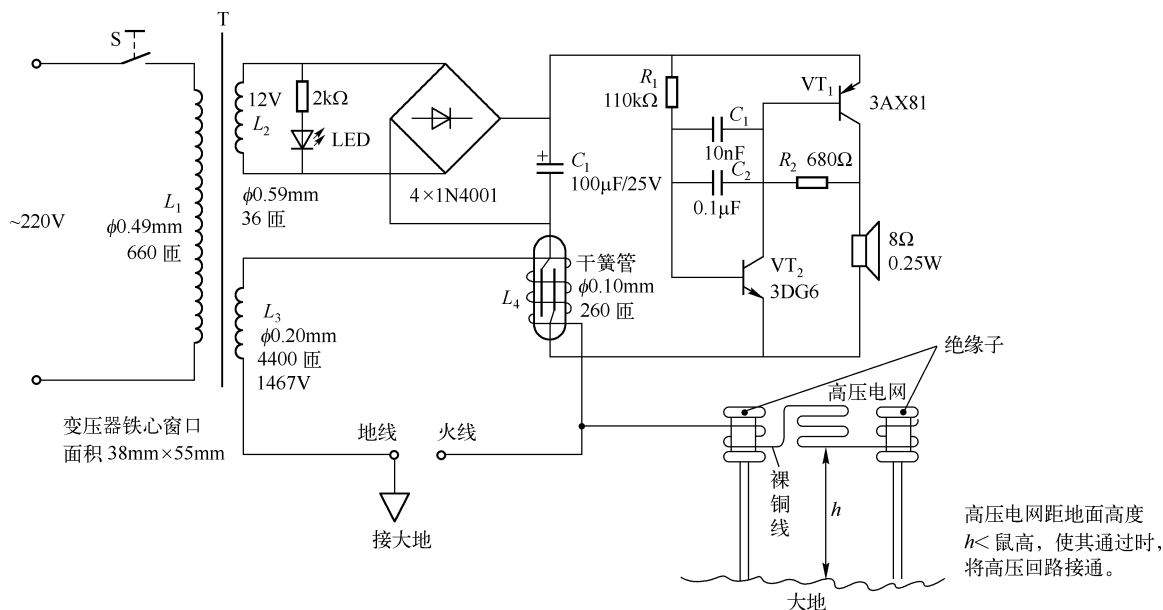 S
T
~220V
L₁
ϕ0.49mm
660 匝
12V
L₂
2kΩ
LED
ϕ0.59mm
36 匝
4×1N4001
C₁
100μF/25V
+
R₁
110kΩ
C₁
10nF
C₂
0.1μF
VT₁
3AX81
R₂ 680Ω
VT₂
3DG6
8Ω
0.25W
L₃
ϕ0.20mm
4400 匝
1467V
L₄
干簧管
ϕ0.10mm
260 匝
变压器铁心窗口
面积 38mm×55mm
地线
火线
接大地
绝缘子
高压电网
裸铜线
h
大地
高压电网距地面高度
h<鼠高，使其通过时，
将高压回路接通。